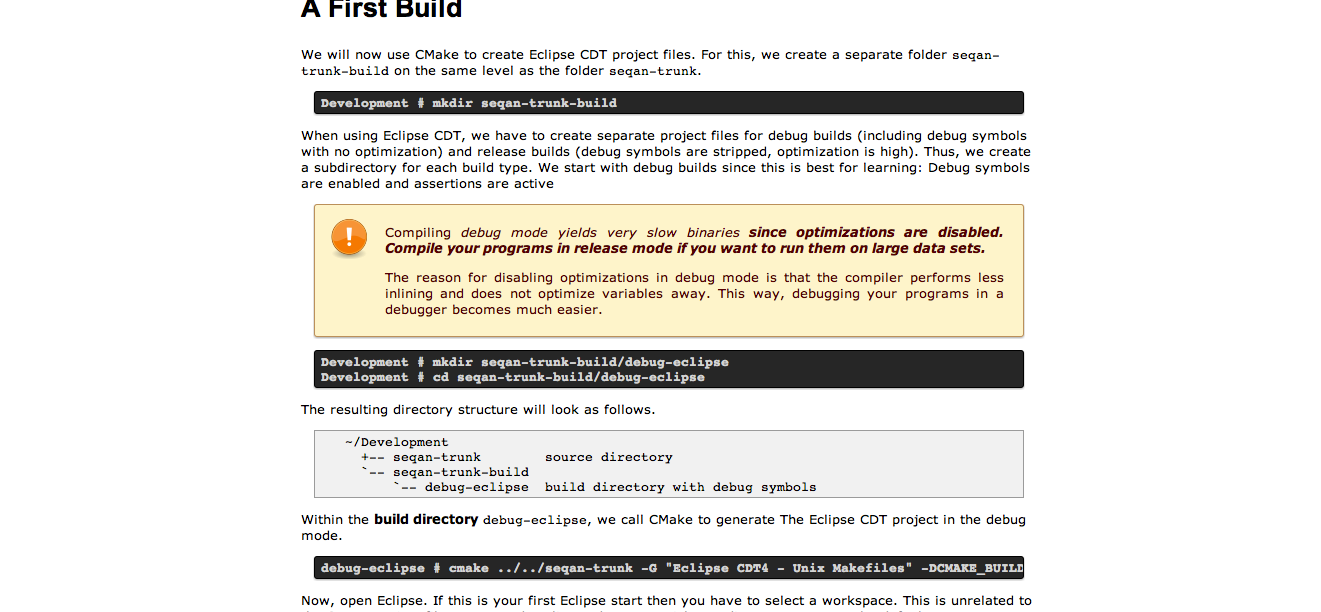 A First Build
We will now use CMake to create Eclipse CDT project files. For this, we create a separate folder seqan-
trunk-build on the same level as the folder seqan-trunk.
Development # mkdir seqan-trunk-build
When using Eclipse CDT, we have to create separate project files for debug builds (including debug symbols
with no optimization) and release builds (debug symbols are stripped, optimization is high). Thus, we create
a subdirectory for each build type. We start with debug builds since this is best for learning: Debug symbols
are enabled and assertions are active
Compiling debug mode yields very slow binaries since optimizations are disabled.
Compile your programs in release mode if you want to run them on large data sets.
The reason for disabling optimizations in debug mode is that the compiler performs less
inlining and does not optimize variables away. This way, debugging your programs in a
debugger becomes much easier.
Development # mkdir seqan-trunk-build/debug-eclipse
Development # cd seqan-trunk-build/debug-eclipse
The resulting directory structure will look as follows.
~/Development
+-- seqan-trunk        source directory
`-- seqan-trunk-build
`-- debug-eclipse  build directory with debug symbols
Within the build directory debug-eclipse, we call CMake to generate The Eclipse CDT project in the debug
mode.
debug-eclipse # cmake ../../seqan-trunk -G "Eclipse CDT4 - Unix Makefiles" -DCMAKE_BUILD
Now, open Eclipse. If this is your first Eclipse start then you have to select a workspace. This is unrelated to